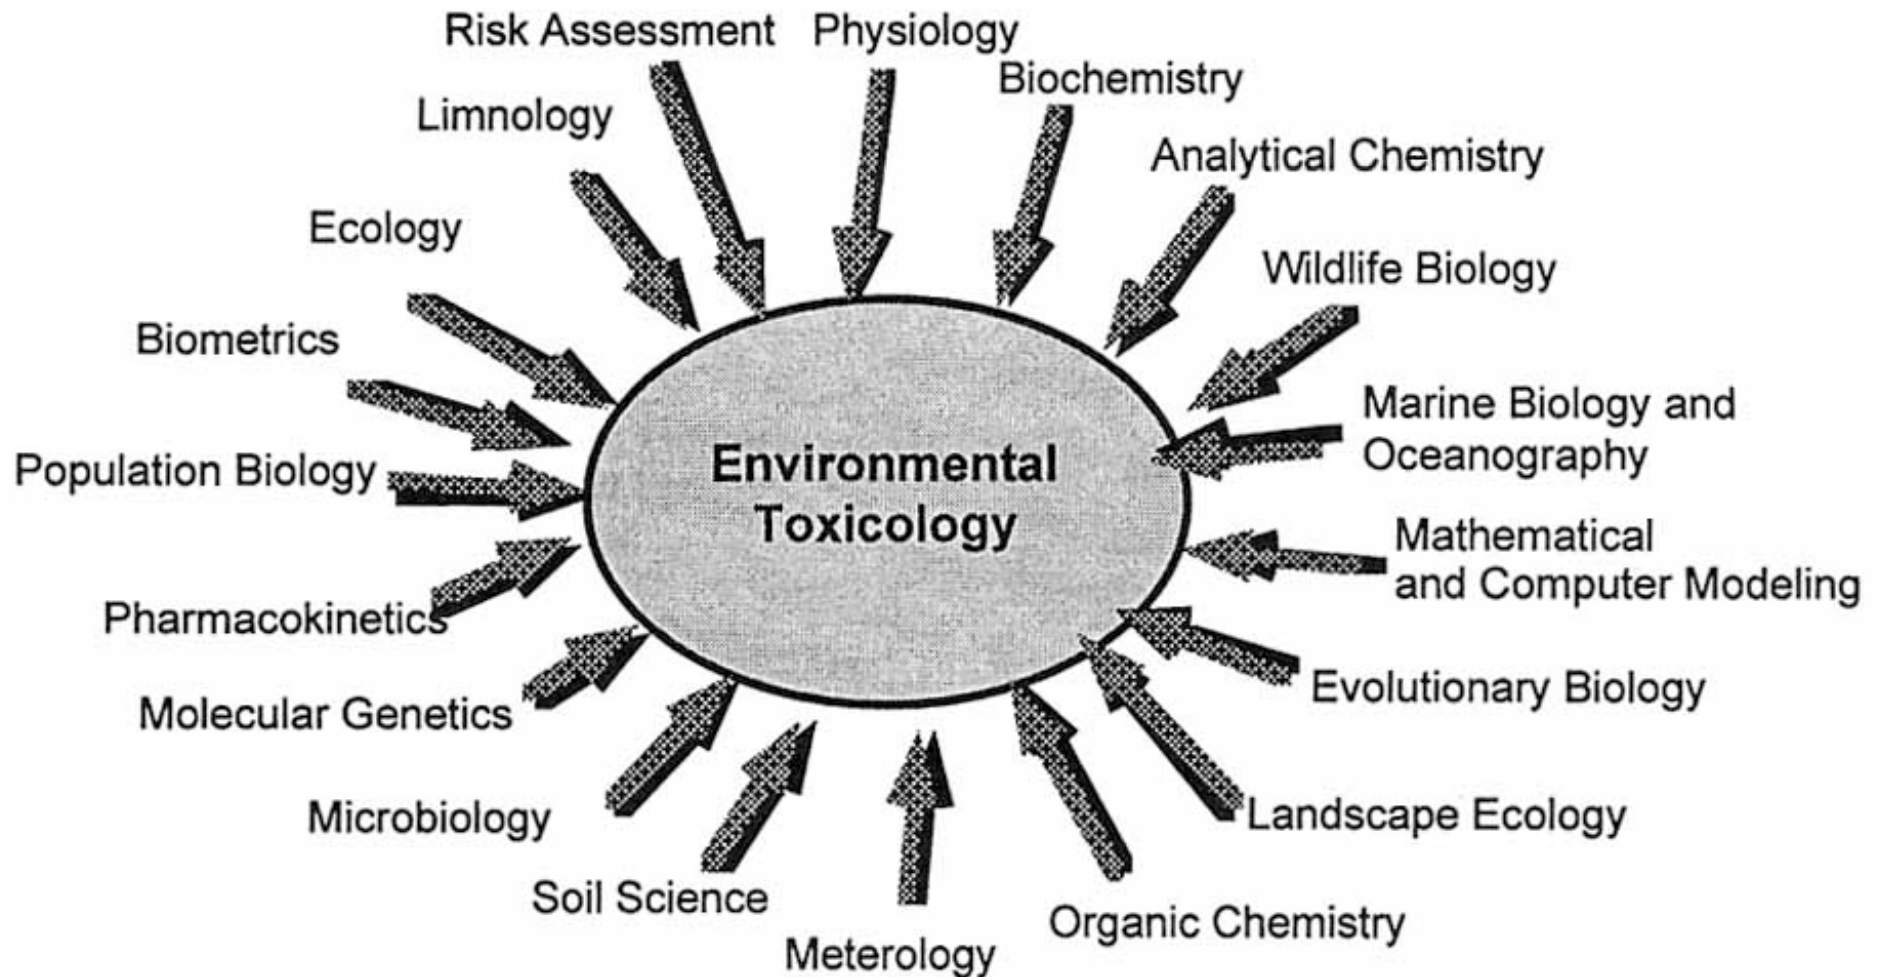 Risk Assessment
Physiology
Biochemistry
Limnology
Analytical Chemistry
Ecology
Wildlife Biology
Biometrics
Marine Biology and
Oceanography
Population Biology
Environmental
Toxicology
Mathematical
and Computer Modeling
Pharmacokinetics
Evolutionary Biology
Molecular Genetics
Microbiology
Landscape Ecology
Soil Science
Organic Chemistry
Meterology